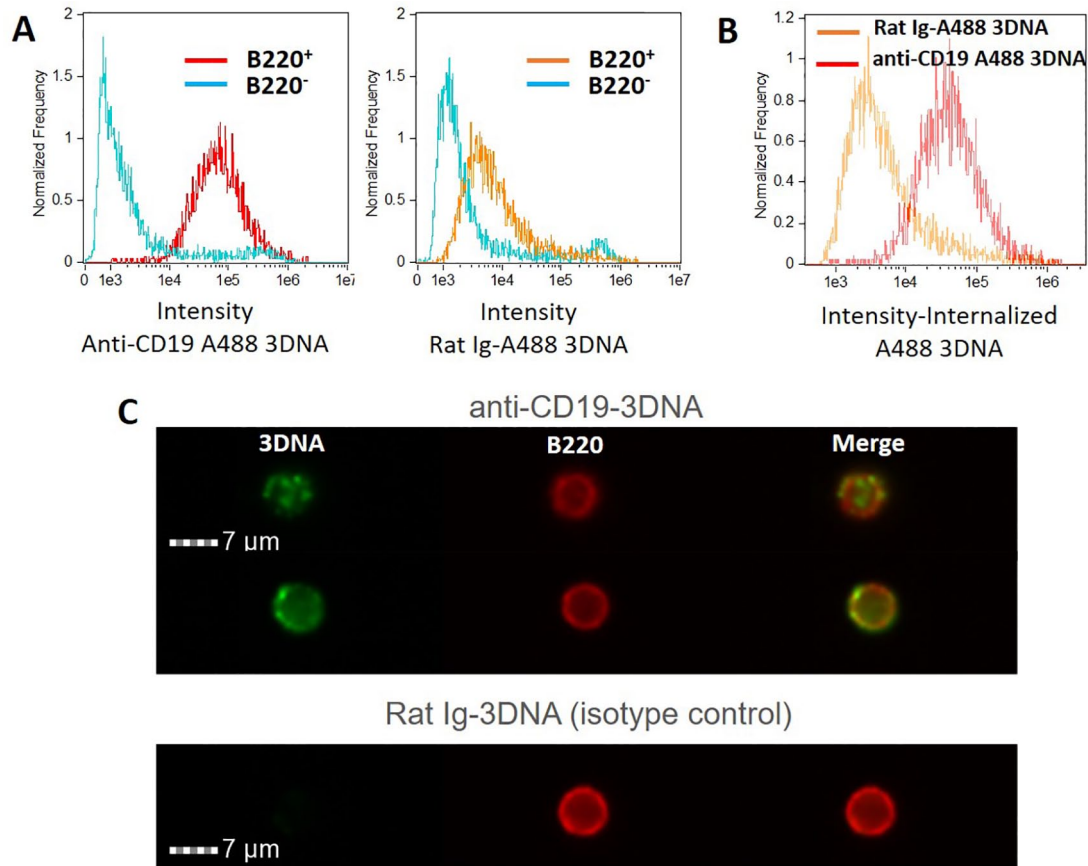 A
B220⁺
B220⁻
Normalized Frequency
2
1.5
1
0.5
0
0 1e3 1e4 1e5 1e6 1e7
Intensity
Anti-CD19 A488 3DNA
B220⁺
B220⁻
Normalized Frequency
2
1.5
1
0.5
0
0 1e3 1e4 1e5 1e6 1e7
Intensity
Rat Ig-A488 3DNA
B
Rat Ig-A488 3DNA
anti-CD19 A488 3DNA
Normalized Frequency
1.2
1
0.8
0.6
0.4
0.2
0
1e3 1e4 1e5 1e6
Intensity-Internalized
A488 3DNA
C
anti-CD19-3DNA
3DNA B220 Merge
7 µm
Rat Ig-3DNA (isotype control)
7 µm